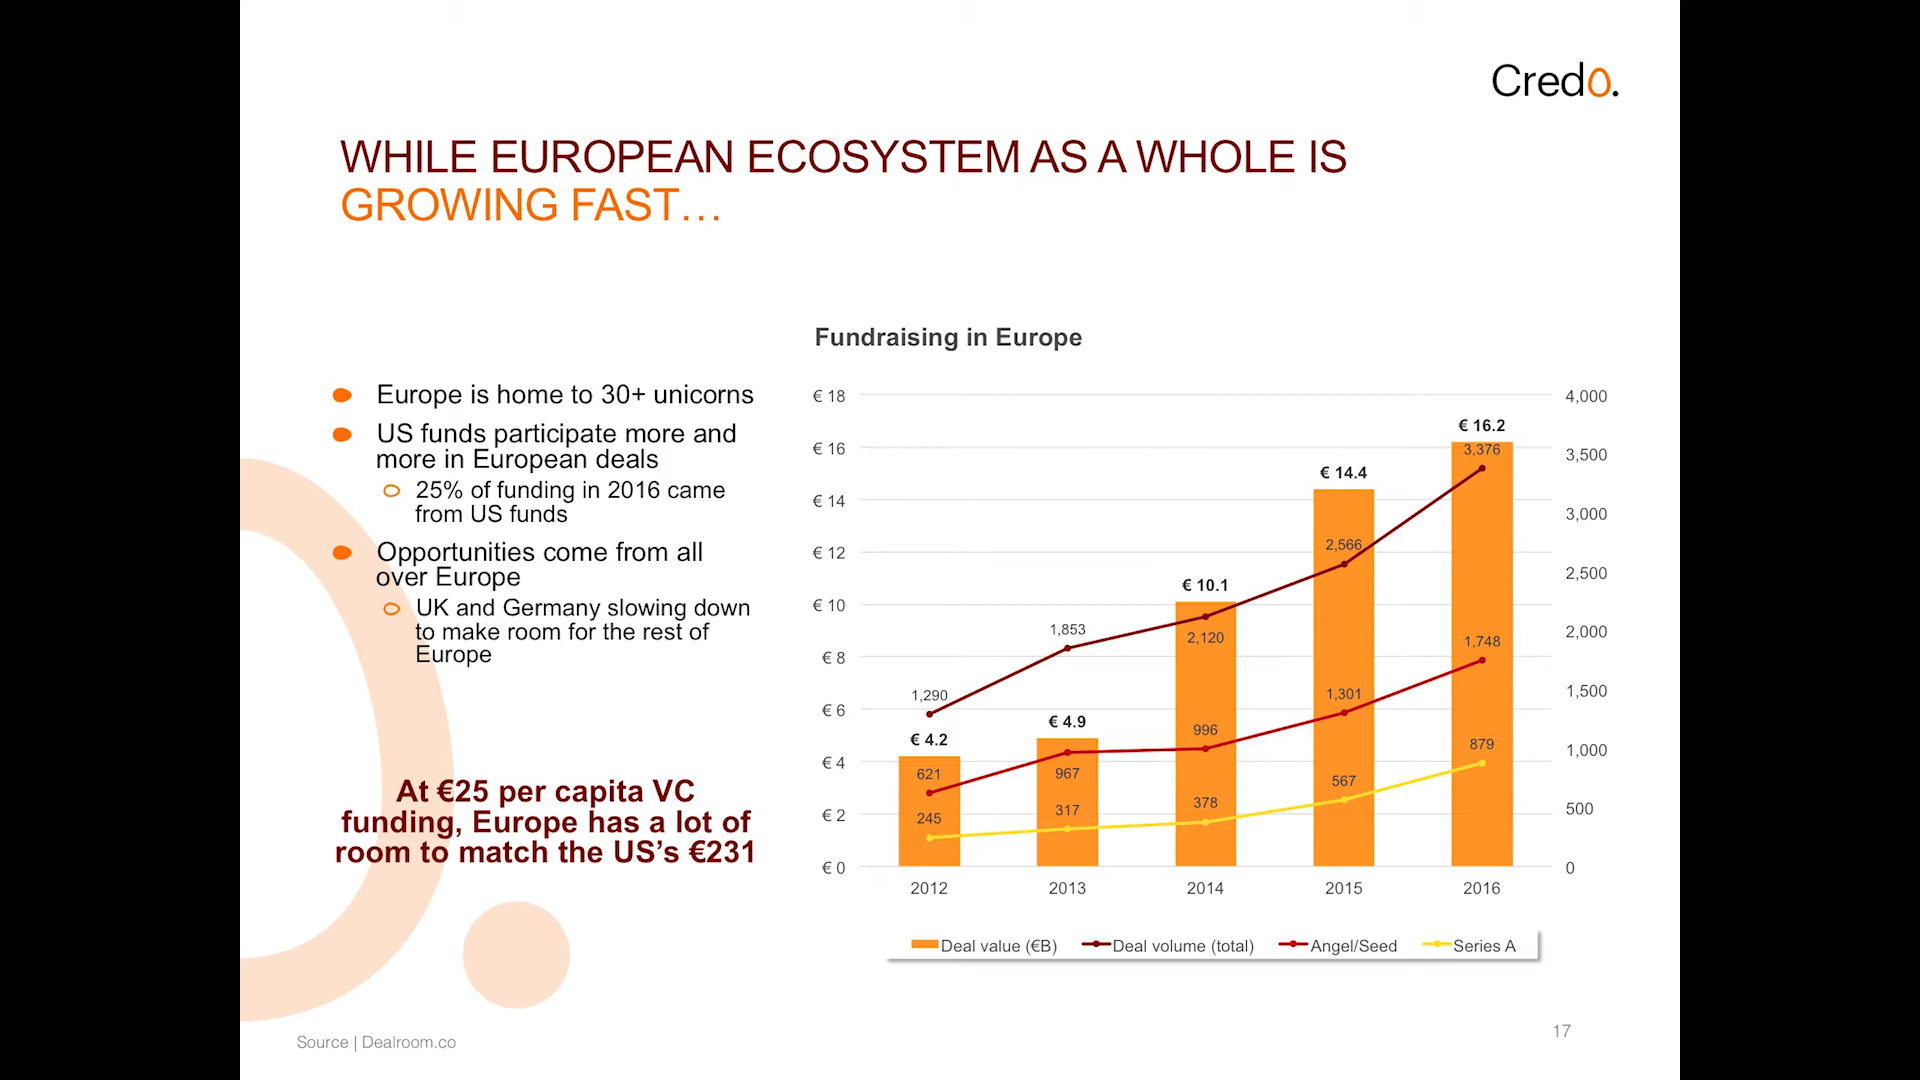 Credo.
WHILE EUROPEAN ECOSYSTEM AS A WHOLE IS
GROWING FAST…
Europe is home to 30+ unicorns
US funds participate more and
more in European deals
25% of funding in 2016 came
from US funds
Opportunities come from all
over Europe
UK and Germany slowing down
to make room for the rest of
Europe
At €25 per capita VC
funding, Europe has a lot of
room to match the US’s €231
Fundraising in Europe
€ 18
€ 16
€ 14
€ 12
€ 10
€ 8
€ 6
€ 4
€ 2
€ 0
4,000
3,500
3,000
2,500
2,000
1,500
1,000
500
0
€ 4.2
€ 4.9
€ 10.1
€ 14.4
€ 16.2
1,290
1,853
2,120
2,566
3,376
621
967
996
1,301
1,748
245
317
378
567
879
2012 2013 2014 2015 2016
Deal value (€B) Deal volume (total) Angel/Seed Series A
Source | Dealroom.co
17